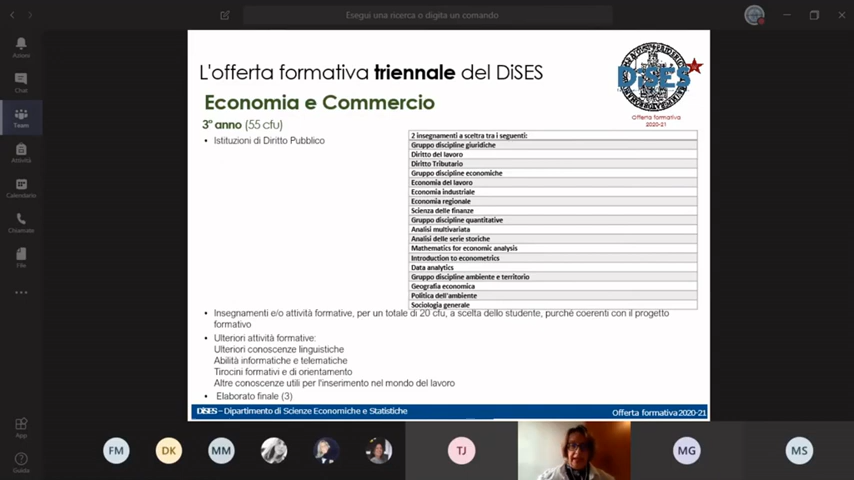 Esegui una ricerca o digita un comando
Azioni
Chat
Team
Attività
Calendario
Chiamate
File
App
Guida
L'offerta formativa triennale del DiSES
DiSES
Offerta formativa
2020-21
Economia e Commercio
3° anno (55 cfu)
• Istituzioni di Diritto Pubblico
2 insegnamenti a scelta tra i seguenti:
Gruppo discipline giuridiche
Diritto del lavoro
Diritto Tributario
Gruppo discipline economiche
Economia del lavoro
Economia industriale
Economia regionale
Scienza delle finanze
Gruppo discipline quantitative
Analisi multivariata
Analisi delle serie storiche
Mathematics for economic analysis
Introduction to econometrics
Data analytics
Gruppo discipline ambiente e territorio
Geografia economica
Politica dell'ambiente
Sociologia generale
• Insegnamenti e/o attività formative, per un totale di 20 cfu, a scelta dello studente, purché coerenti con il progetto
formativo
• Ulteriori attività formative:
Ulteriori conoscenze linguistiche
Abilità informatiche e telematiche
Tirocini formativi e di orientamento
Altre conoscenze utili per l'inserimento nel mondo del lavoro
• Elaborato finale (3)
DiSES – Dipartimento di Scienze Economiche e Statistiche
Offerta formativa 2020-21
FM
DK
MM
TJ
MG
MS